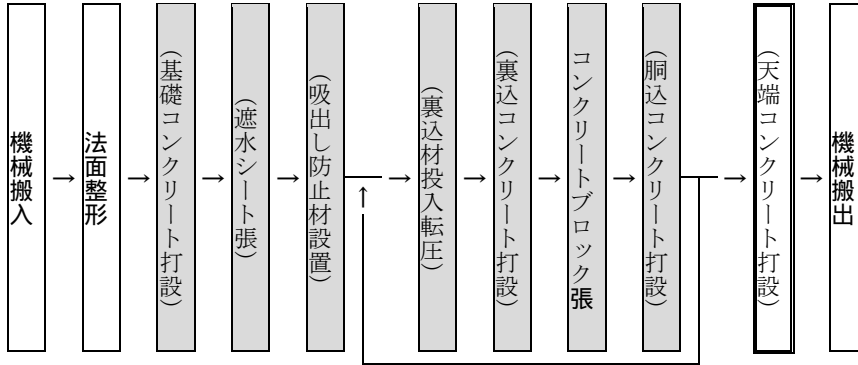 機械搬入
→
法面整形
→
(基礎コンクリート打設)
→
(遮水シート張)
→
(吸出し防止材設置)
↑
→
(裏込材投入転圧)
→
(裏込コンクリート打設)
→
コンクリートブロック張
→
(胴込コンクリート打設)
→
(天端コンクリート打設)
→
機械搬出